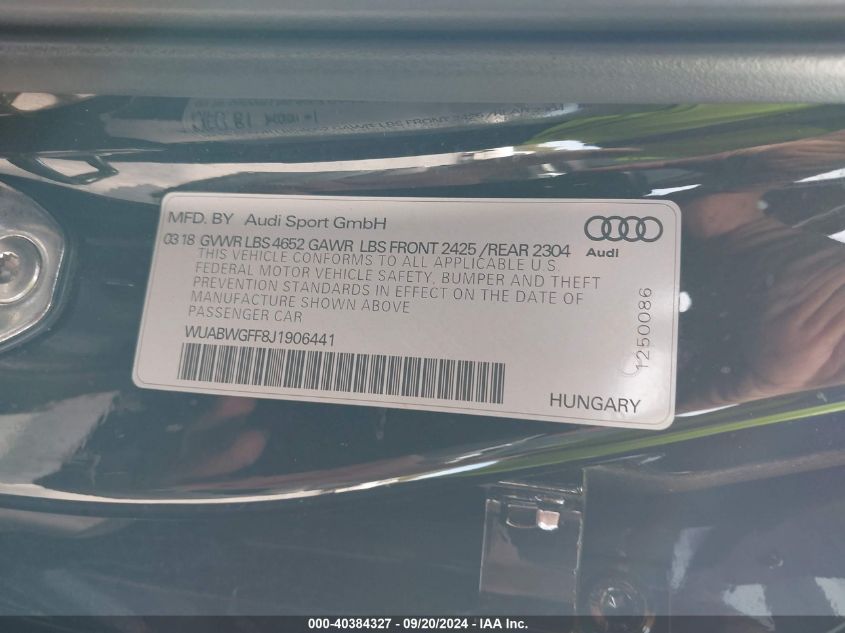 MFD. BY Audi Sport GmbH
03 18 GVWR LBS 4652 GAWR LBS FRONT 2425 /REAR 2304
THIS VEHICLE CONFORMS TO ALL APPLICABLE U.S.
FEDERAL MOTOR VEHICLE SAFETY, BUMPER AND THEFT
PREVENTION STANDARDS IN EFFECT ON THE DATE OF
MANUFACTURE SHOWN ABOVE
PASSENGER CAR
WUABWGFF8J1906441
Audi
1250086
HUNGARY
000-40384327 - 09/20/2024 - IAA Inc.